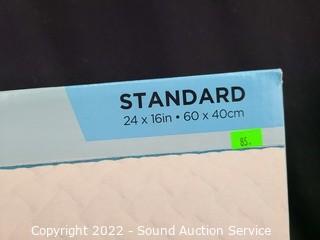 STANDARD
24 x 16in • 60 x 40cm
85.
Copyright 2022 - Sound Auction Service